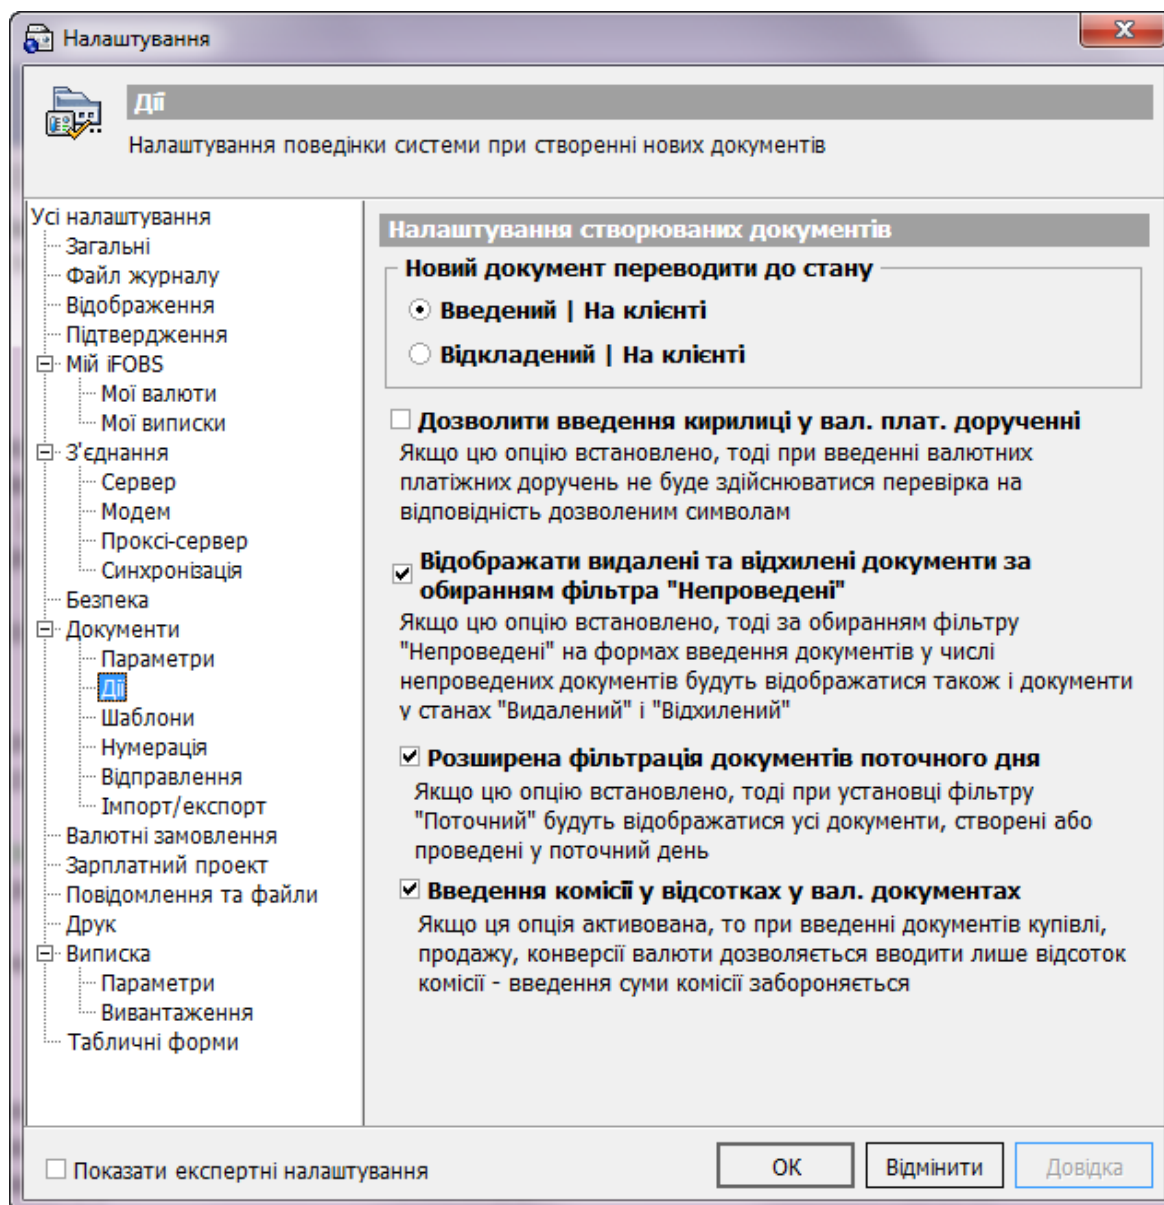 Налаштування
Дії
Налаштування поведінки системи при створенні нових документів
Усі налаштування
Загальні
Файл журналу
Відображення
Підтвердження
Мій iFOBS
Мої валюти
Мої виписки
З'єднання
Сервер
Модем
Проксі-сервер
Синхронізація
Безпека
Документи
Параметри
Дії
Шаблони
Нумерація
Відправлення
Імпорт/експорт
Валютні замовлення
Зарплатний проект
Повідомлення та файли
Друк
Виписка
Параметри
Вивантаження
Табличні форми
Налаштування створюваних документів
Новий документ переводити до стану
Введений | На клієнті
Відкладений | На клієнті
Дозволити введення кирилиці у вал. плат. дорученні
Якщо цю опцію встановлено, тоді при введенні валютних
платіжних доручень не буде здійснюватися перевірка на
відповідність дозволеним символам
Відображати видалені та відхилені документи за
обиранням фільтра "Непроведені"
Якщо цю опцію встановлено, тоді за обиранням фільтру
"Непроведені" на формах введення документів у числі
непроведених документів будуть відображатися також і документи
у станах "Видалений" і "Відхилений"
Розширена фільтрація документів поточного дня
Якщо цю опцію встановлено, тоді при установці фільтру
"Поточний" будуть відображатися усі документи, створені або
проведені у поточний день
Введення комісії у відсотках у вал. документах
Якщо ця опція активована, то при введенні документів купівлі,
продажу, конверсії валюти дозволяється вводити лише відсоток
комісії - введення суми комісії забороняється
Показати експертні налаштування
ОК
Відмінити
Довідка